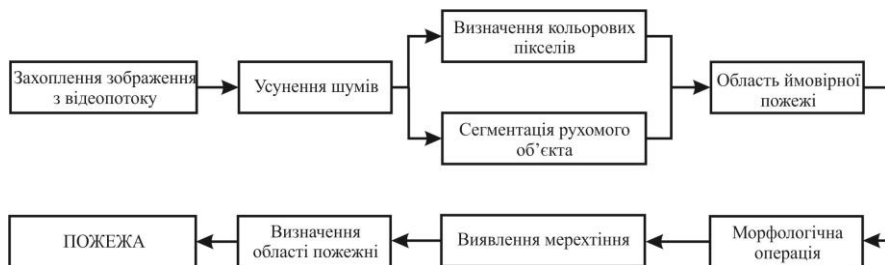 Захоплення зображення
з відеопотоку
Усунення шумів
Визначення кольорових
пікселів
Сегментація рухомого
об’єкта
Область ймовірної
пожежі
Морфологічна
операція
Виявлення мерехтіння
Визначення
області пожежні
ПОЖЕЖА